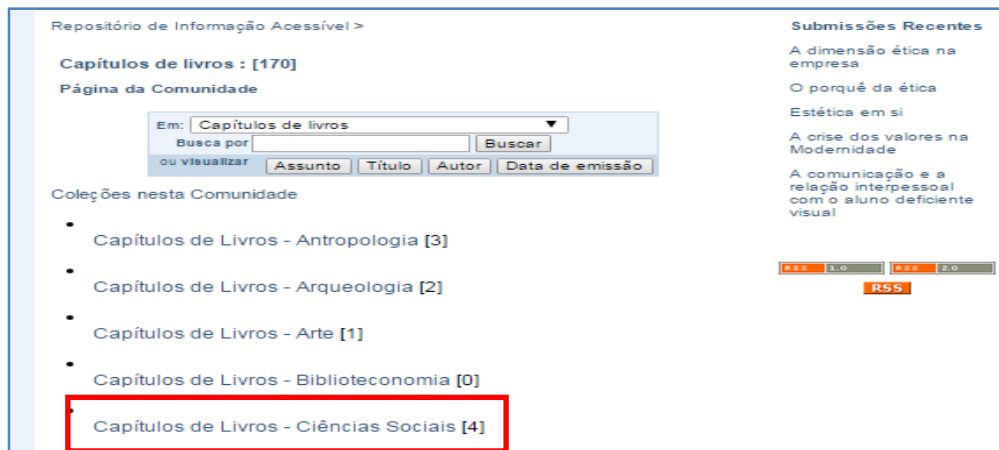 Repositório de Informação Acessível >
Capítulos de livros : [170]
Página da Comunidade
Em: Capítulos de livros
Busca por Buscar
ou visualizar Assunto Título Autor Data de emissão
Coleções nesta Comunidade
Capítulos de Livros - Antropologia [3]
Capítulos de Livros - Arqueologia [2]
Capítulos de Livros - Arte [1]
Capítulos de Livros - Biblioteconomia [0]
Capítulos de Livros - Ciências Sociais [4]
Submissões Recentes
A dimensão ética na
empresa
O porquê da ética
Estética em si
A crise dos valores na
Modernidade
A comunicação e a
relação interpessoal
com o aluno deficiente
visual
RSS 1.0 RSS 2.0
RSS